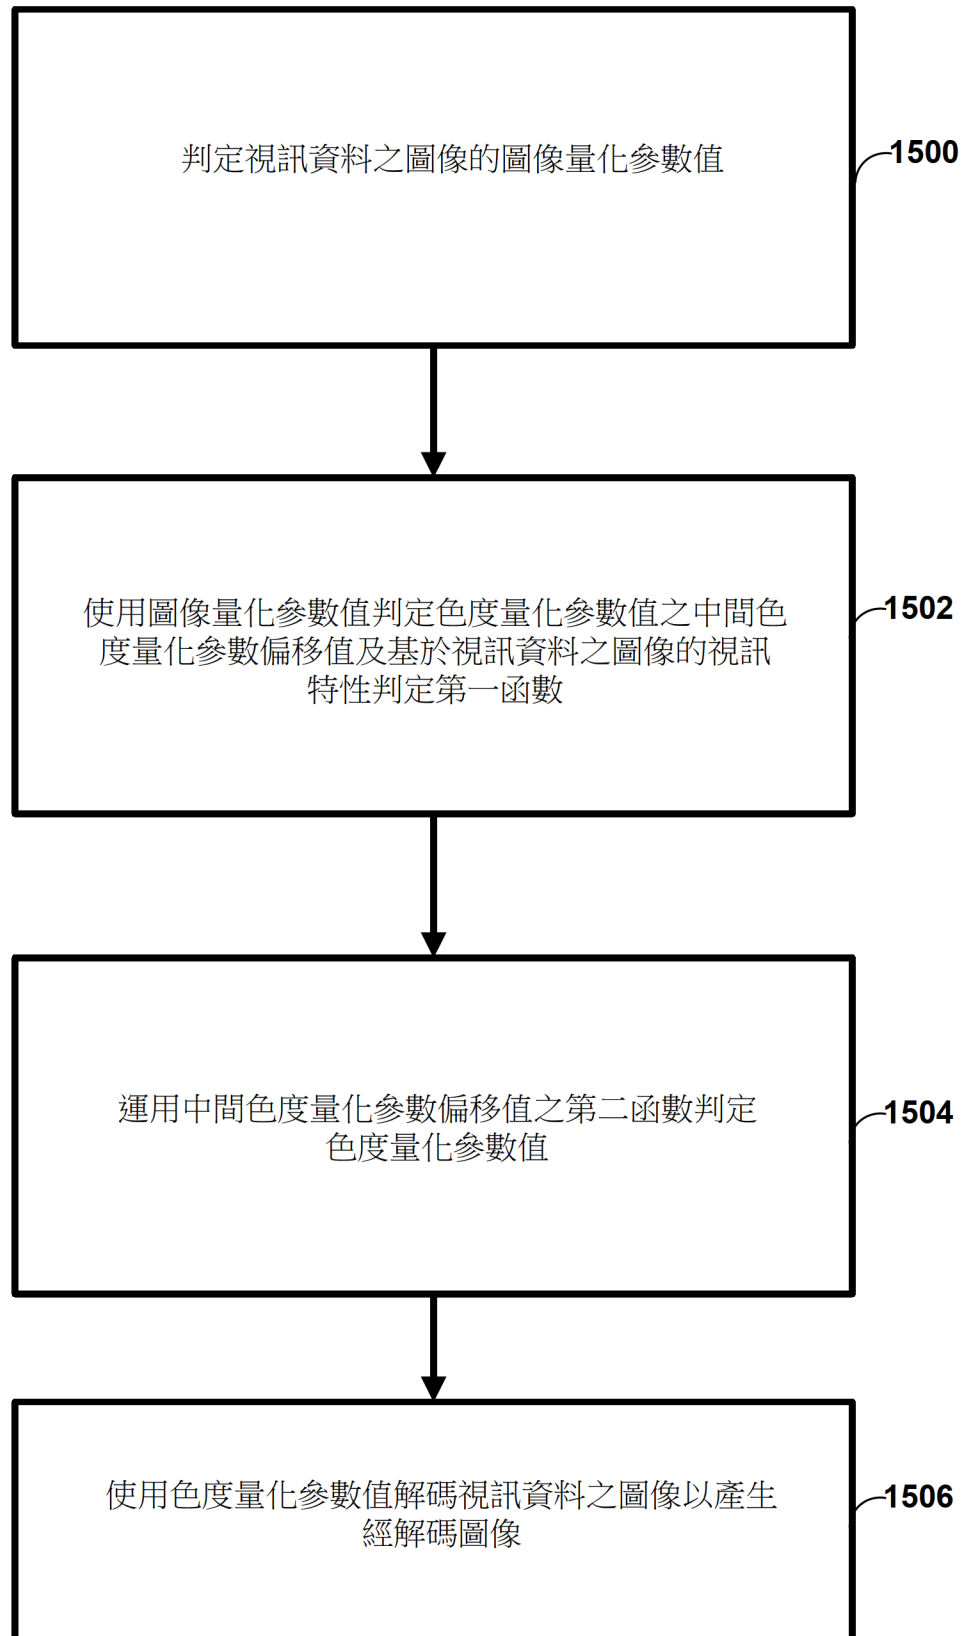 判定視訊資料之圖像的圖像量化參數值
1500
使用圖像量化參數值判定色度量化參數值之中間色
度量化參數偏移值及基於視訊資料之圖像的視訊
特性判定第一函數
1502
運用中間色度量化參數偏移值之第二函數判定
色度量化參數值
1504
使用色度量化參數值解碼視訊資料之圖像以產生
經解碼圖像
1506